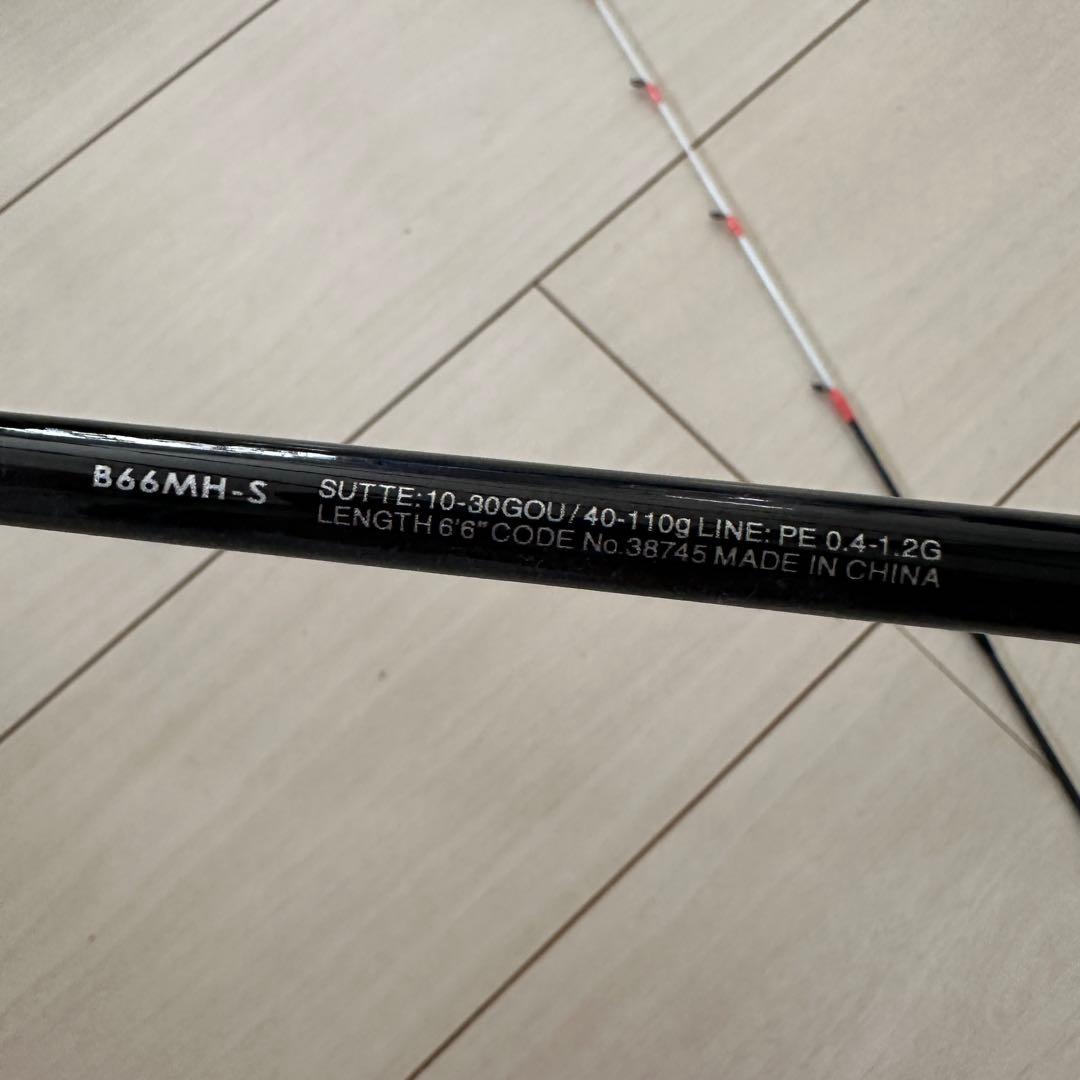 B66MH-S
SUTTE:10-30GOU/40-110g LINE: PE 0.4-1.2G
LENGTH 6'6" CODE No.38745 MADE IN CHINA